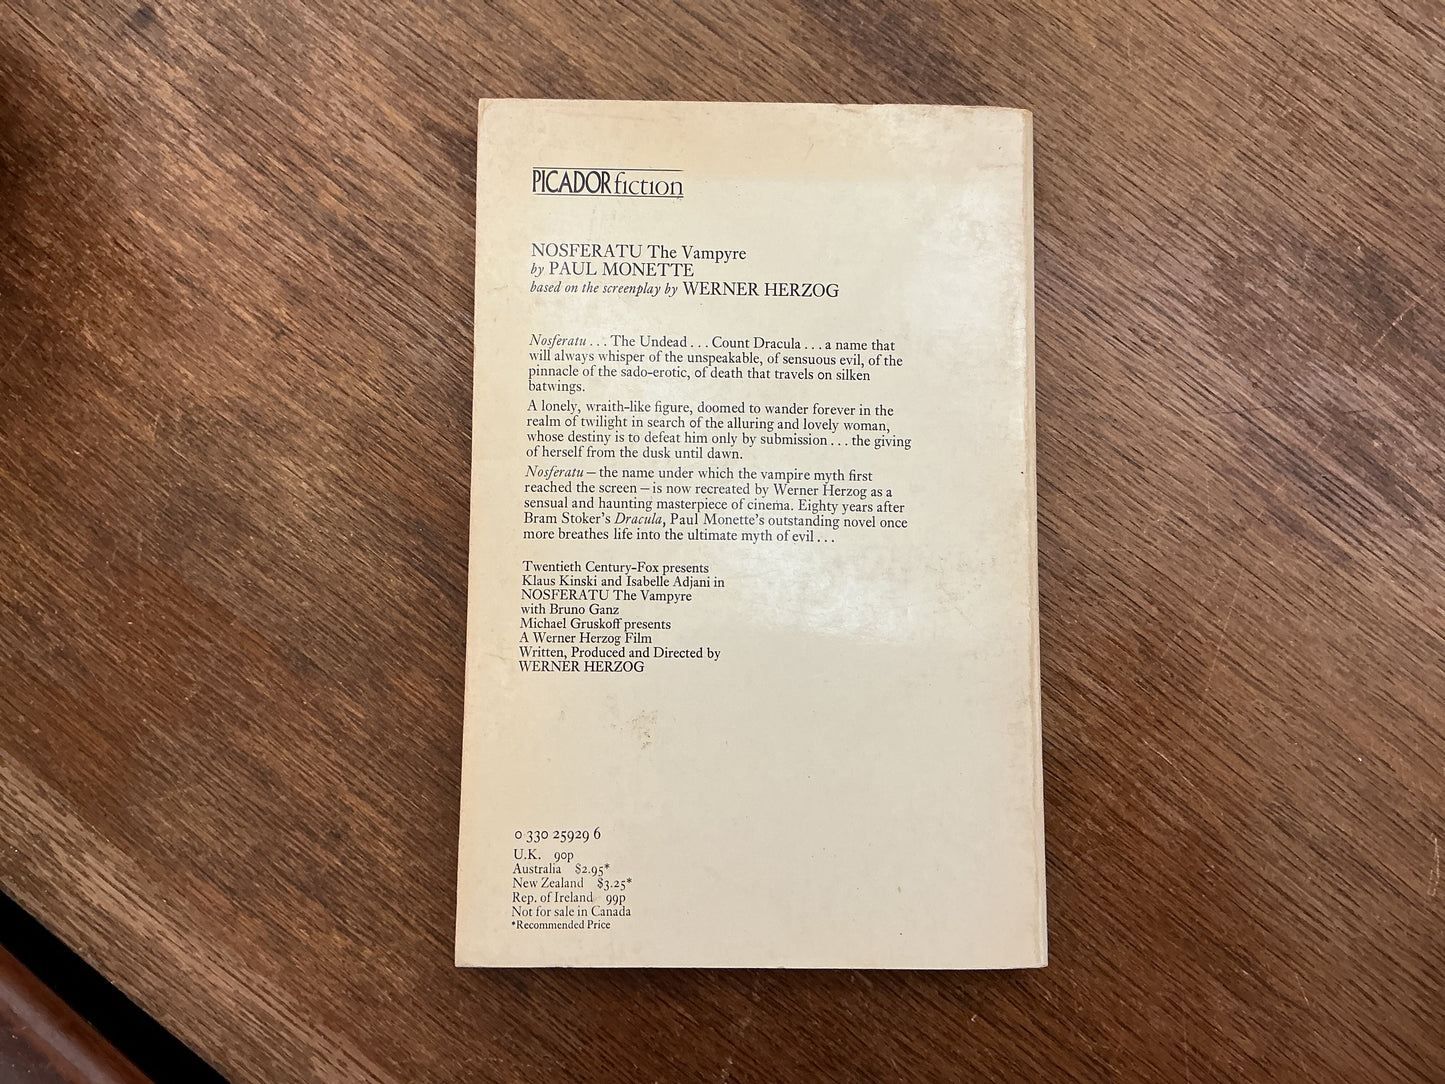 PICADOR fiction
NOSFERATU The Vampyre
by PAUL MONETTE
based on the screenplay by WERNER HERZOG
Nosferatu . . . The Undead . . . Count Dracula . . . a name that
will always whisper of the unspeakable, of sensuous evil, of the
pinnacle of the sado-erotic, of death that travels on silken
batwings.
A lonely, wraith-like figure, doomed to wander forever in the
realm of twilight in search of the alluring and lovely woman,
whose destiny is to defeat him only by submission . . . the giving
of herself from the dusk until dawn.
Nosferatu – the name under which the vampire myth first
reached the screen – is now recreated by Werner Herzog as a
sensual and haunting masterpiece of cinema. Eighty years after
Bram Stoker's Dracula, Paul Monette's outstanding novel once
more breathes life into the ultimate myth of evil . . .
Twentieth Century-Fox presents
Klaus Kinski and Isabelle Adjani in
NOSFERATU The Vampyre
with Bruno Ganz
Michael Gruskoff presents
A Werner Herzog Film
Written, Produced and Directed by
WERNER HERZOG
0 330 25929 6
U.K. 90p
Australia $2.95*
New Zealand $3.25*
Rep. of Ireland 99p
Not for sale in Canada
*Recommended Price